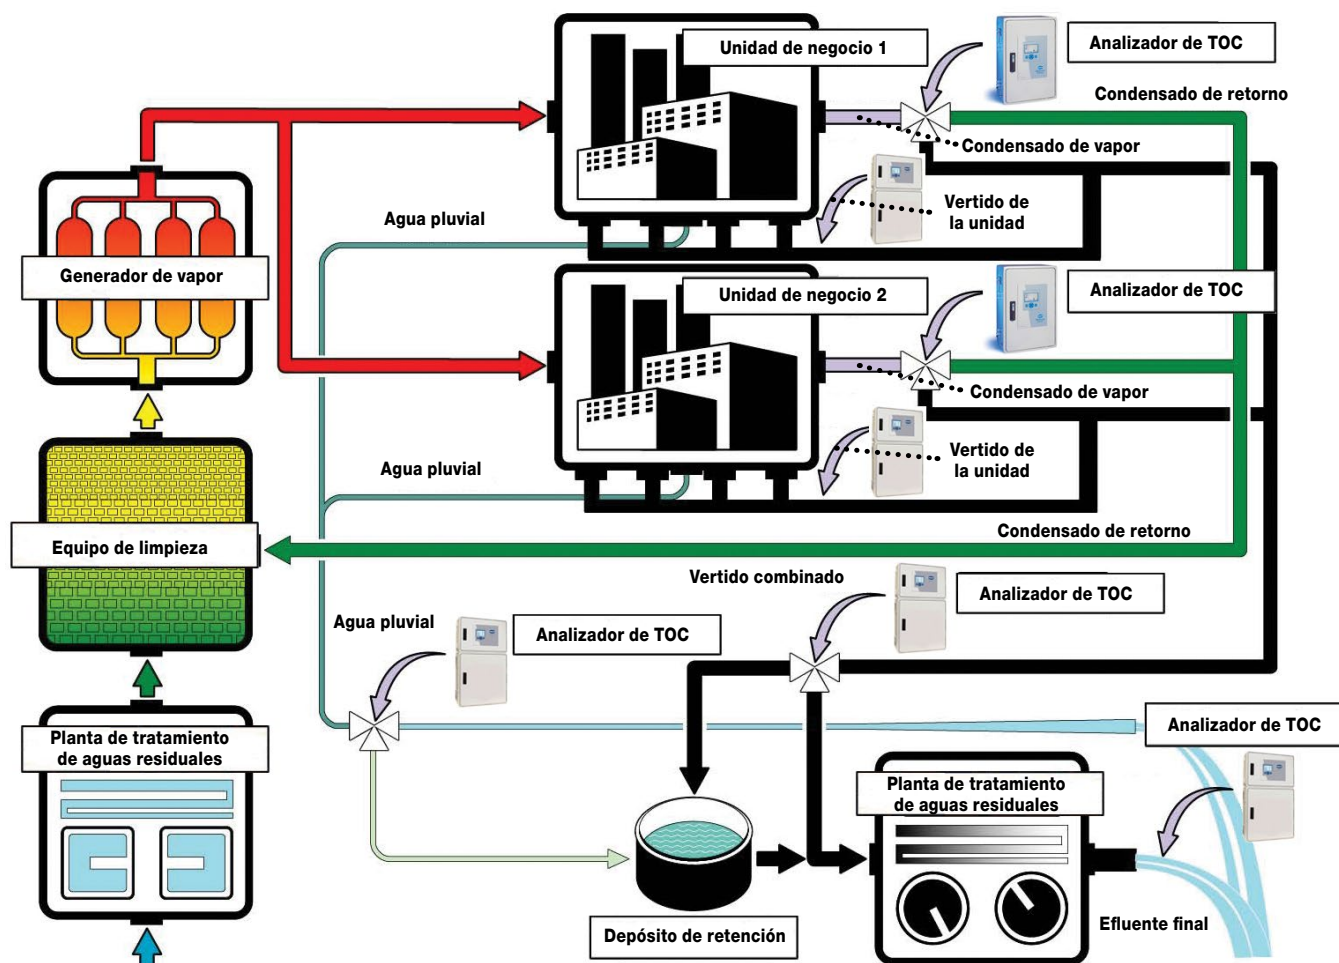 Unidad de negocio 1
Analizador de TOC
Condensado de retorno
Condensado de vapor
Vertido de
la unidad
Agua pluvial
Generador de vapor
Unidad de negocio 2
Analizador de TOC
Condensado de vapor
Vertido de
la unidad
Agua pluvial
Equipo de limpieza
Condensado de retorno
Vertido combinado
Analizador de TOC
Agua pluvial
Analizador de TOC
Planta de tratamiento
de aguas residuales
Analizador de TOC
Planta de tratamiento
de aguas residuales
Depósito de retención
Efluente final